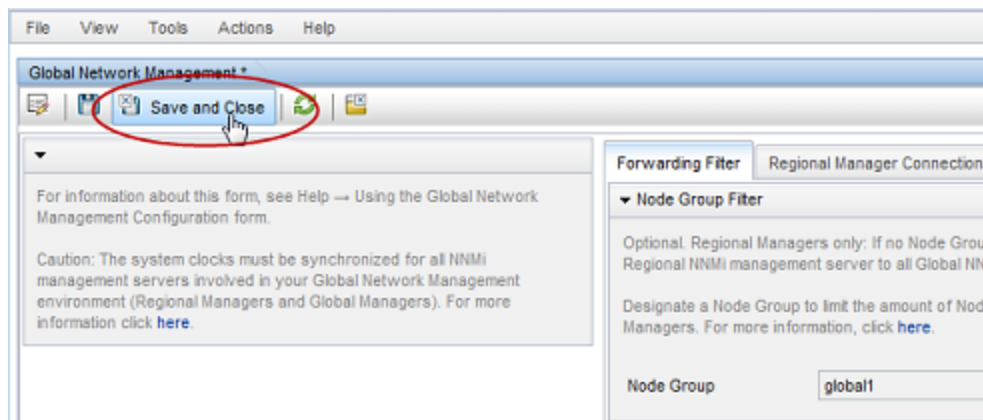 File View Tools Actions Help
Global Network Management *
Save and Close
For information about this form, see Help → Using the Global Network
Management Configuration form.
Caution: The system clocks must be synchronized for all NNMi
management servers involved in your Global Network Management
environment (Regional Managers and Global Managers). For more
information click here.
Forwarding Filter Regional Manager Connection
Node Group Filter
Optional. Regional Managers only: If no Node Grou
Regional NNMi management server to all Global NN
Designate a Node Group to limit the amount of Nod
Managers. For more information, click here.
Node Group global1